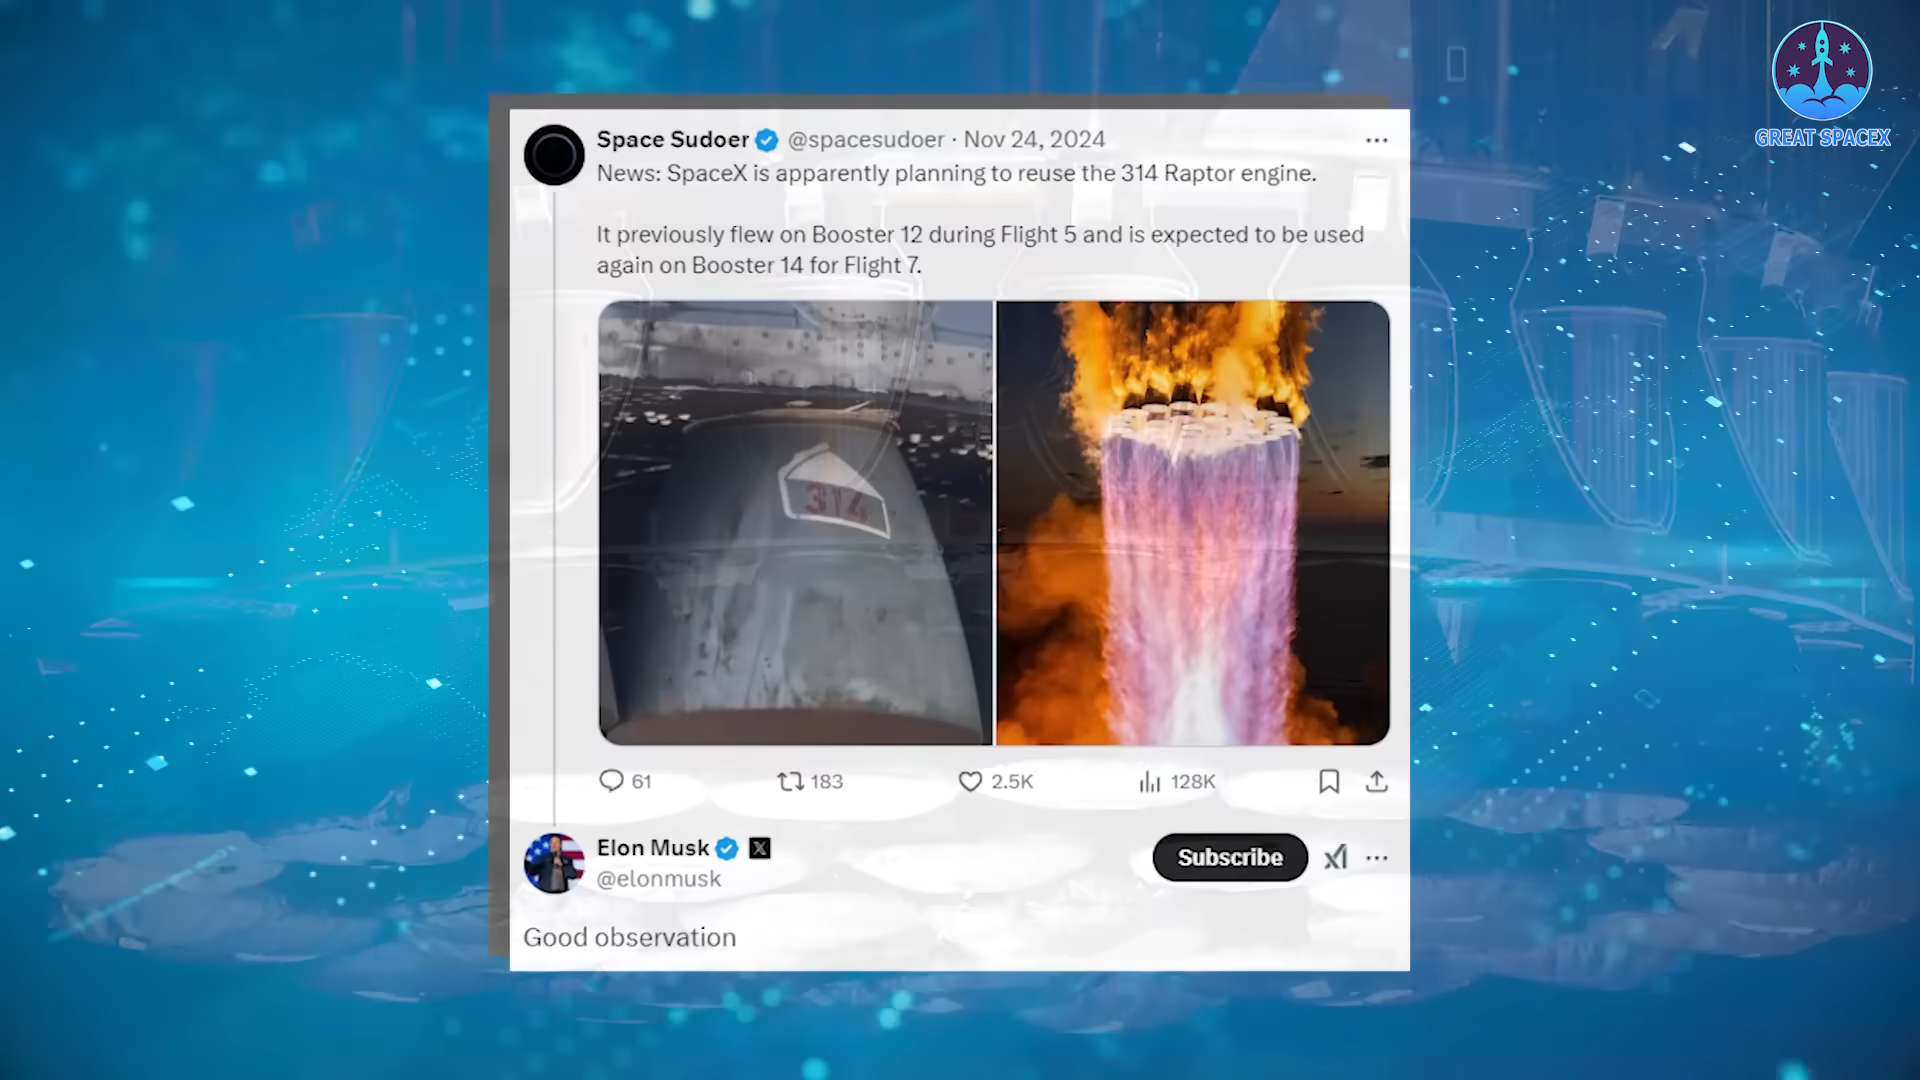 GREAT SPACEX
Space Sudoer @spacesudoer · Nov 24, 2024
News: SpaceX is apparently planning to reuse the 314 Raptor engine.
It previously flew on Booster 12 during Flight 5 and is expected to be used
again on Booster 14 for Flight 7.
314
61 183 2.5K 128K
Elon Musk
@elonmusk
Subscribe
Good observation